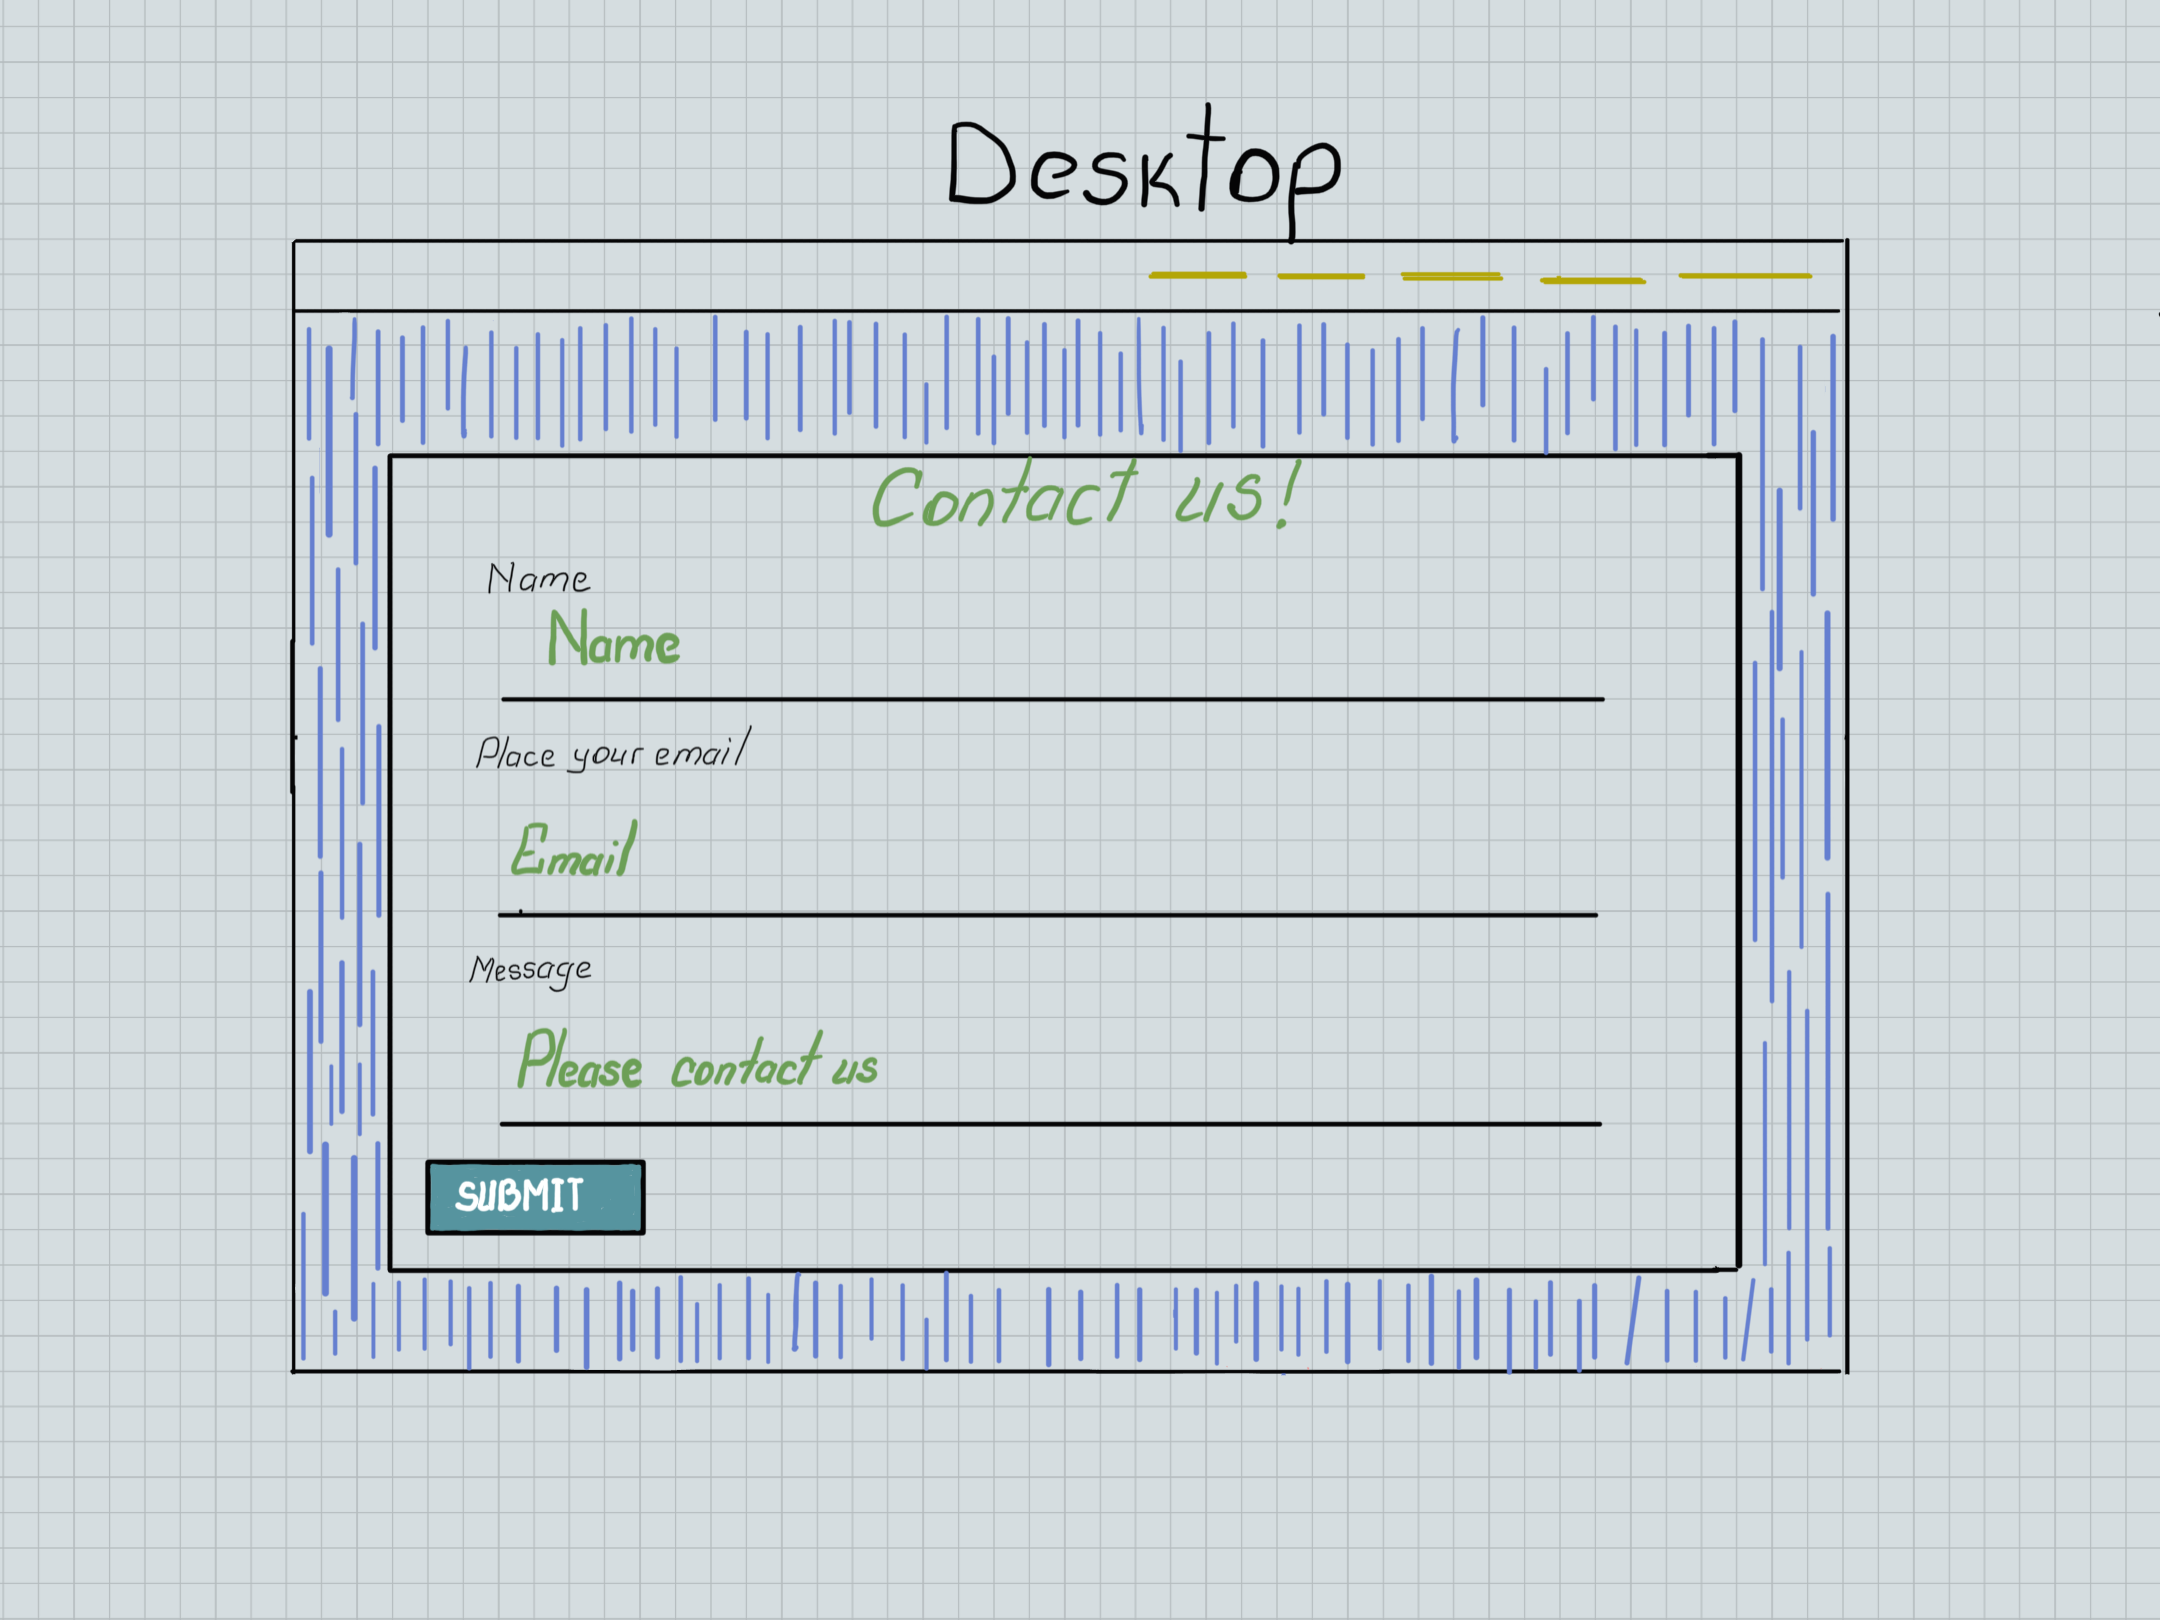 Desktop
Contact us!
Name
Name
Place your email
Email
Message
Please contact us
SUBMIT